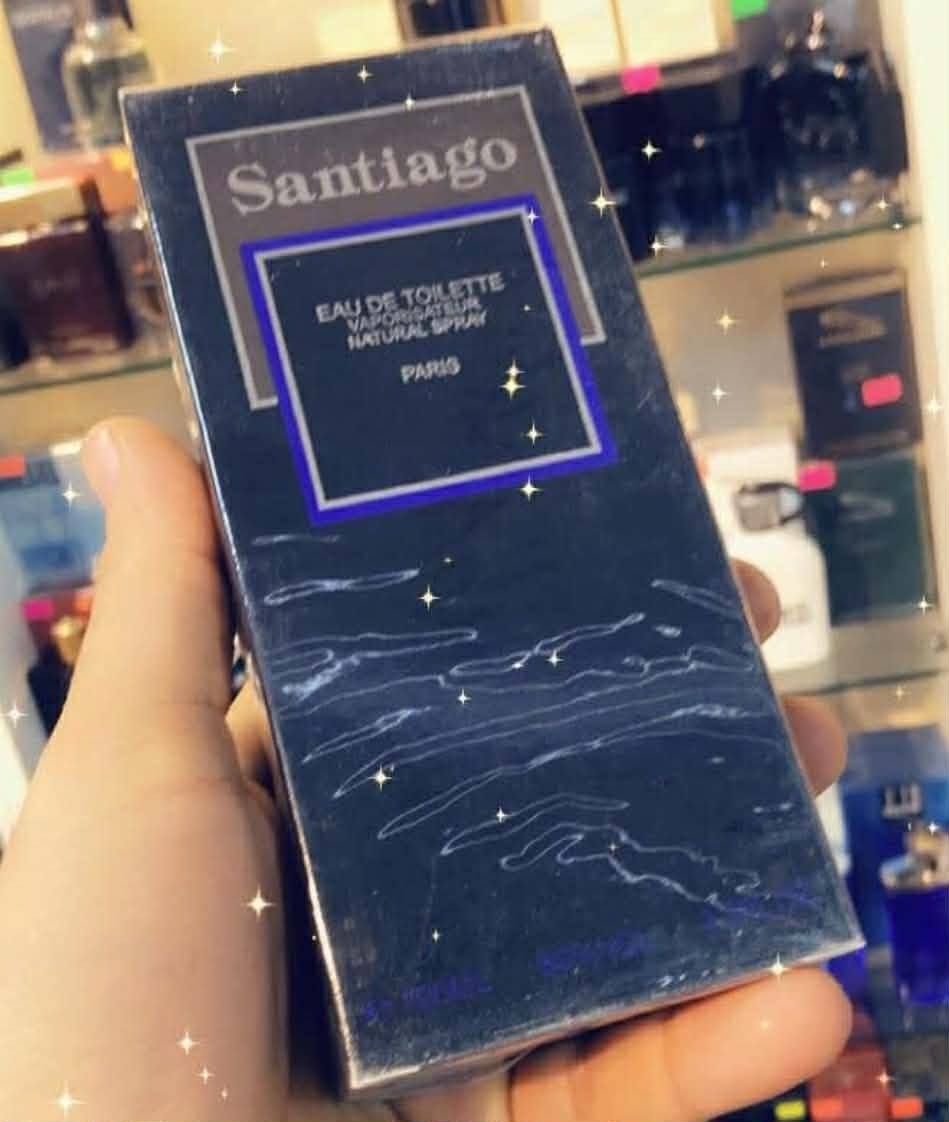 Santiago
EAU DE TOILETTE
VAPORISATEUR
NATURAL SPRAY
PARIS